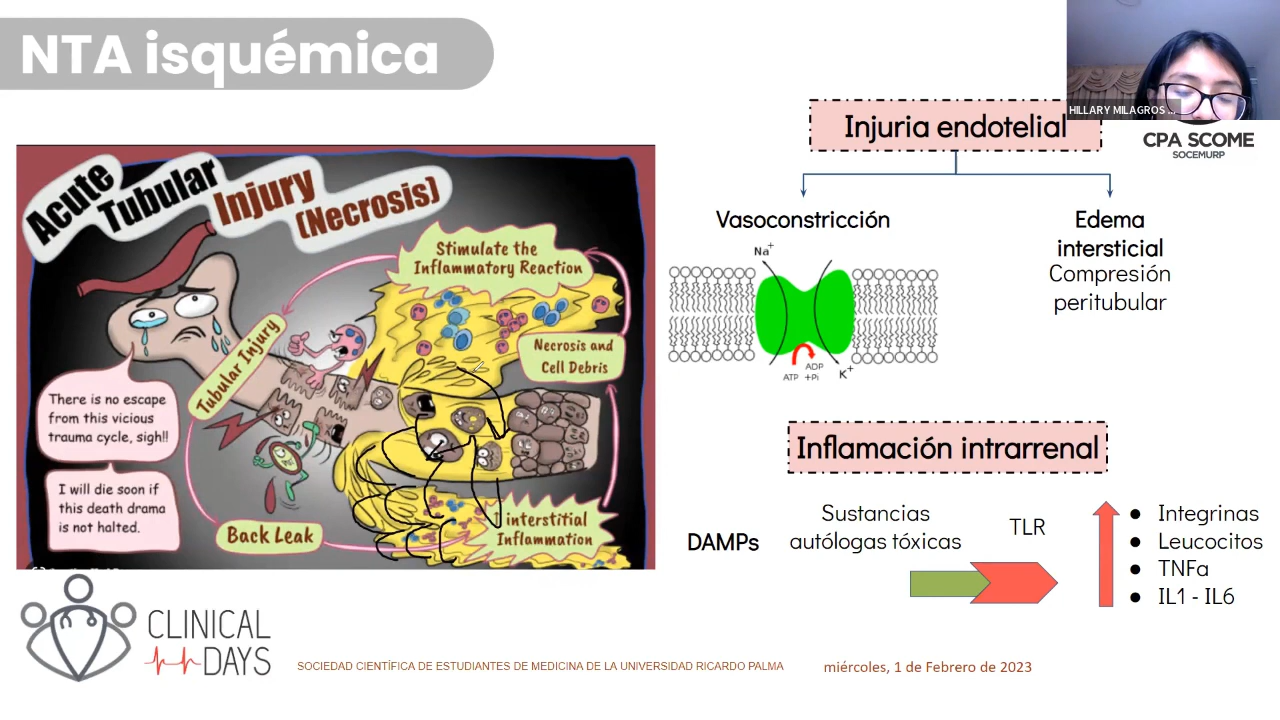 NTA isquémica
HILLARY MILAGROS ...
CPA SCOME
SOCEMURP
Acute
Tubular
Injury
(Necrosis)
Stimulate the
Inflammatory Reaction
Necrosis and
Cell Debris
Tubular Injury
There is no escape
from this vicious
trauma cycle, sigh!!
I will die soon if
this death drama
is not halted.
Back Leak
↑ interstitial
Inflammation
Injuria endotelial
Vasoconstricción
Na+
ATP
ADP
+Pi
K+
Edema
intersticial
Compresión
peritubular
Inflamación intrarrenal
DAMPs
Sustancias
autólogas tóxicas
TLR
● Integrinas
● Leucocitos
● TNFa
● IL1 - IL6
CLINICAL
DAYS
SOCIEDAD CIENTÍFICA DE ESTUDIANTES DE MEDICINA DE LA UNIVERSIDAD RICARDO PALMA
miércoles, 1 de Febrero de 2023